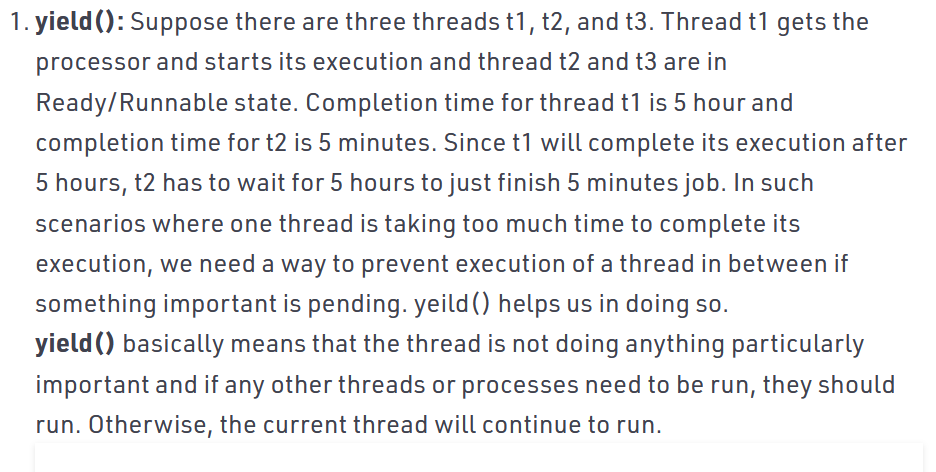 1. yield(): Suppose there are three threads t1, t2, and t3. Thread t1 gets the
processor and starts its execution and thread t2 and t3 are in
Ready/Runnable state. Completion time for thread t1 is 5 hour and
completion time for t2 is 5 minutes. Since t1 will complete its execution after
5 hours, t2 has to wait for 5 hours to just finish 5 minutes job. In such
scenarios where one thread is taking too much time to complete its
execution, we need a way to prevent execution of a thread in between if
something important is pending. yeild() helps us in doing so.
yield() basically means that the thread is not doing anything particularly
important and if any other threads or processes need to be run, they should
run. Otherwise, the current thread will continue to run.